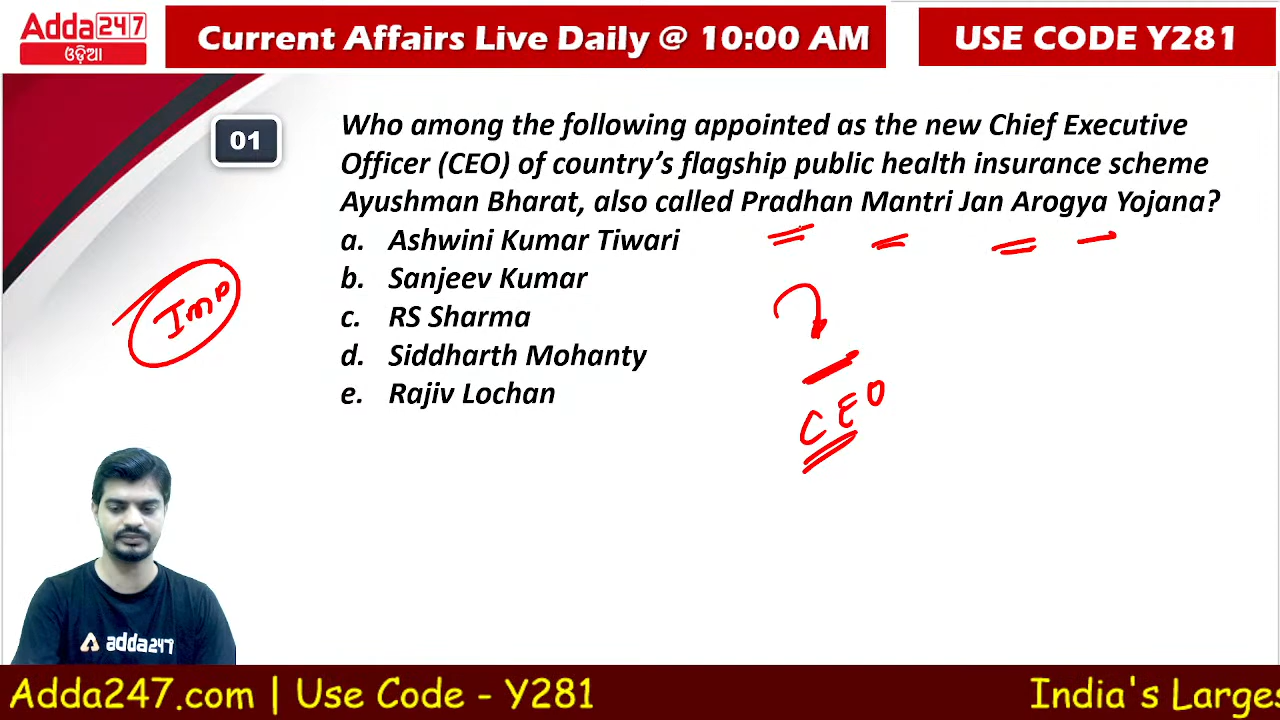 Adda247
ଓଡ଼ିଆ
Current Affairs Live Daily @ 10:00 AM
USE CODE Y281
01
Who among the following appointed as the new Chief Executive
Officer (CEO) of country's flagship public health insurance scheme
Ayushman Bharat, also called Pradhan Mantri Jan Arogya Yojana?
a. Ashwini Kumar Tiwari
b. Sanjeev Kumar
c. RS Sharma
d. Siddharth Mohanty
e. Rajiv Lochan
Imp
?
CEO
adda247
Adda247.com | Use Code - Y281
India's Larges